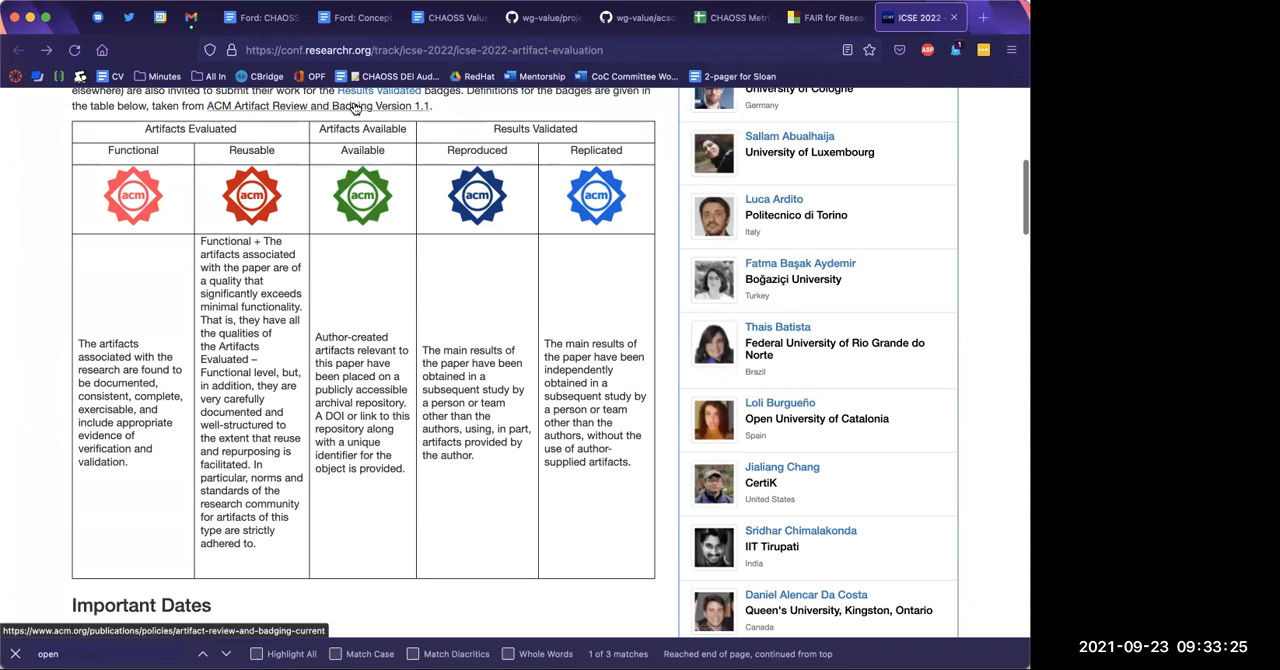 Ford: CHAOSS
Ford: Concept
CHAOSS Valu
wg-value/proje
wg-value/acad
CHAOSS Metri
FAIR for Resea
ICSE 2022 -
https://conf.researchr.org/track/icse-2022/icse-2022-artifact-evaluation
ASP
1
CV
Minutes
All In
CBridge
OPF
CHAOSS DEI Aud...
RedHat
Mentorship
CoC Committee Wo...
2-pager for Sloan
elsewhere) are also invited to submit their work for the Results Validated badges. Definitions for the badges are given in
the table below, taken from ACM Artifact Review and Badging Version 1.1.
Artifacts Evaluated
Artifacts Available
Results Validated
Functional
Reusable
Available
Reproduced
Replicated
acm
acm
acm
acm
acm
The artifacts
associated with the
research are found to
be documented,
consistent, complete,
exercisable, and
include appropriate
evidence of
verification and
validation.
Functional + The
artifacts associated
with the paper are of
a quality that
significantly exceeds
minimal functionality.
That is, they have all
the qualities of
the Artifacts
Evaluated –
Functional level, but,
in addition, they are
very carefully
documented and
well-structured to
the extent that reuse
and repurposing is
facilitated. In
particular, norms and
standards of the
research community
for artifacts of this
type are strictly
adhered to.
Author-created
artifacts relevant to
this paper have
been placed on a
publicly accessible
archival repository.
A DOI or link to this
repository along
with a unique
identifier for the
object is provided.
The main results of
the paper have been
obtained in a
subsequent study by
a person or team
other than the
authors, using, in part,
artifacts provided by
the author.
The main results of
the paper have been
independently
obtained in a
subsequent study by
a person or team
other than the
authors, without the
use of author-
supplied artifacts.
Important Dates
University of Cologne
Germany
Sallam Abualhaija
University of Luxembourg
Luca Ardito
Politecnico di Torino
Italy
Fatma Başak Aydemir
Boğaziçi University
Turkey
Thais Batista
Federal University of Rio Grande do
Norte
Brazil
Loli Burgueño
Open University of Catalonia
Spain
Jialiang Chang
CertiK
United States
Sridhar Chimalakonda
IIT Tirupati
India
Daniel Alencar Da Costa
Queen's University, Kingston, Ontario
Canada
https://www.acm.org/publications/policies/artifact-review-and-badging-current
open
Highlight All
Match Case
Match Diacritics
Whole Words
1 of 3 matches
Reached end of page, continued from top
2021-09-23 09:33:25